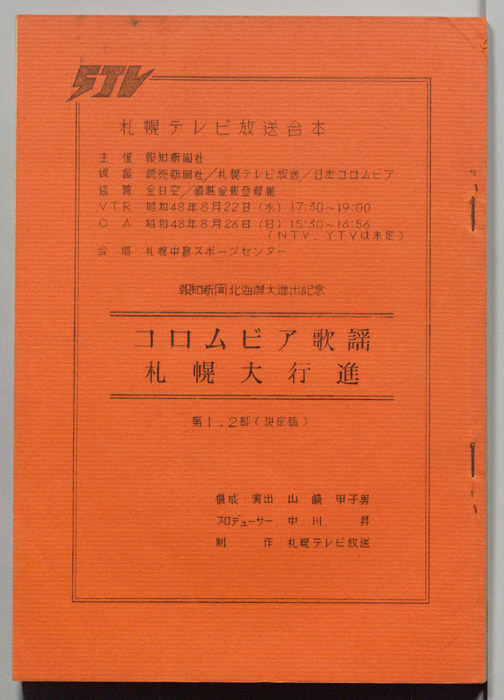 STV
札幌テレビ放送台本
主催 報知新聞社
後援 読売新聞社/札幌テレビ放送/日本コロムビア
協賛 全日空/
VTR 昭和48年8月22日(水)17:30~19:00
OA 昭和48年8月26日(日)15:30~16:56
(NTV、YTVは未定)
会場 札幌中島スポーツセンター
報知新聞北海道大進出記念
コロムビア歌謡
札幌大行進
第1.2部(決定稿)
構成・演出 山 甲子男
プロデューサー 中川 昇
制作 札幌テレビ放送